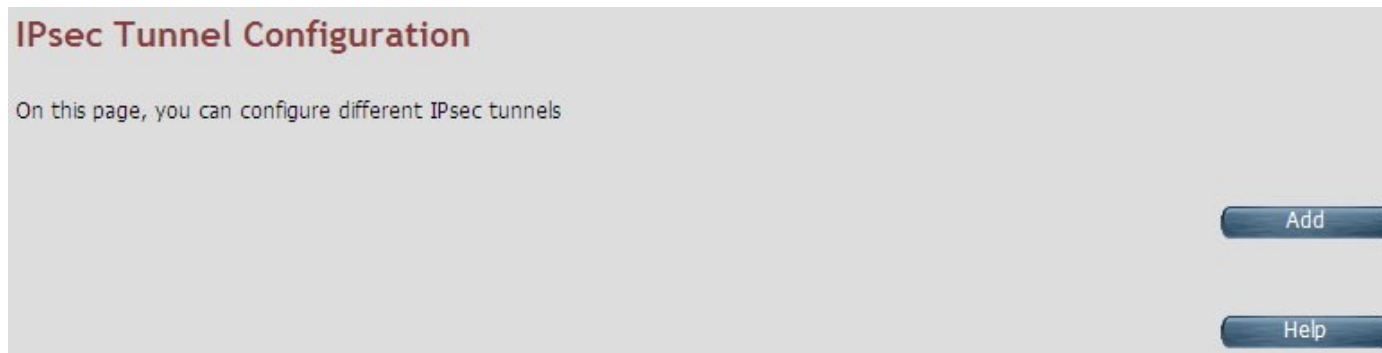 IPsec Tunnel Configuration
On this page, you can configure different IPsec tunnels
Add
Help